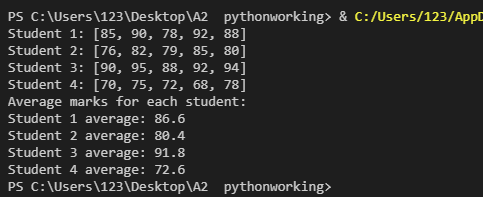 PS C:\Users\123\Desktop\A2  pythonworking> & C:/Users/123/AppD
Student 1: [85, 90, 78, 92, 88]
Student 2: [76, 82, 79, 85, 80]
Student 3: [90, 95, 88, 92, 94]
Student 4: [70, 75, 72, 68, 78]
Average marks for each student:
Student 1 average: 86.6
Student 2 average: 80.4
Student 3 average: 91.8
Student 4 average: 72.6
PS C:\Users\123\Desktop\A2  pythonworking>